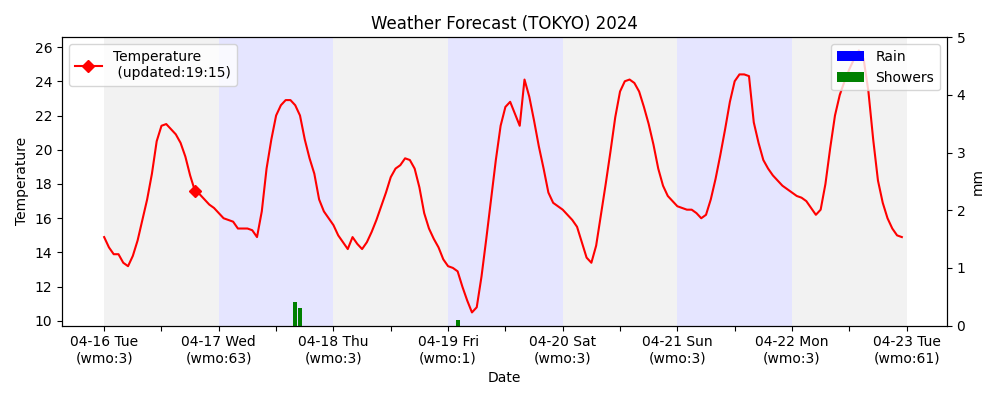 Weather Forecast (TOKYO) 2024
Temperature
(updated:19:15)
Rain
Showers
26
24
22
20
18
16
14
12
10
Temperature
5
4
3
2
1
0
mm
04-16 Tue
(wmo:3)
04-17 Wed
(wmo:63)
04-18 Thu
(wmo:3)
04-19 Fri
(wmo:1)
04-20 Sat
(wmo:3)
04-21 Sun
(wmo:3)
04-22 Mon
(wmo:3)
04-23 Tue
(wmo:61)
Date